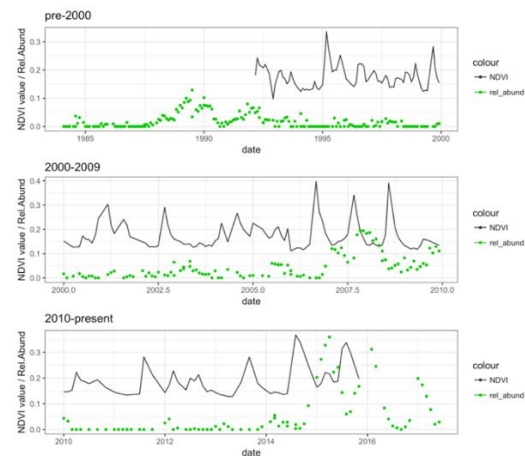 pre-2000
NDVI value / Rel.Abund
0.3
0.2
0.1
0.0
1985
1990
1995
2000
date
colour
NDVI
rel_abund
2000-2009
NDVI value / Rel.Abund
0.4
0.3
0.2
0.1
0.0
2000.0
2002.5
2005.0
2007.5
2010.0
date
colour
NDVI
rel_abund
2010-present
NDVI value / Rel.Abund
0.3
0.2
0.1
0.0
2010
2012
2014
2016
date
colour
NDVI
rel_abund